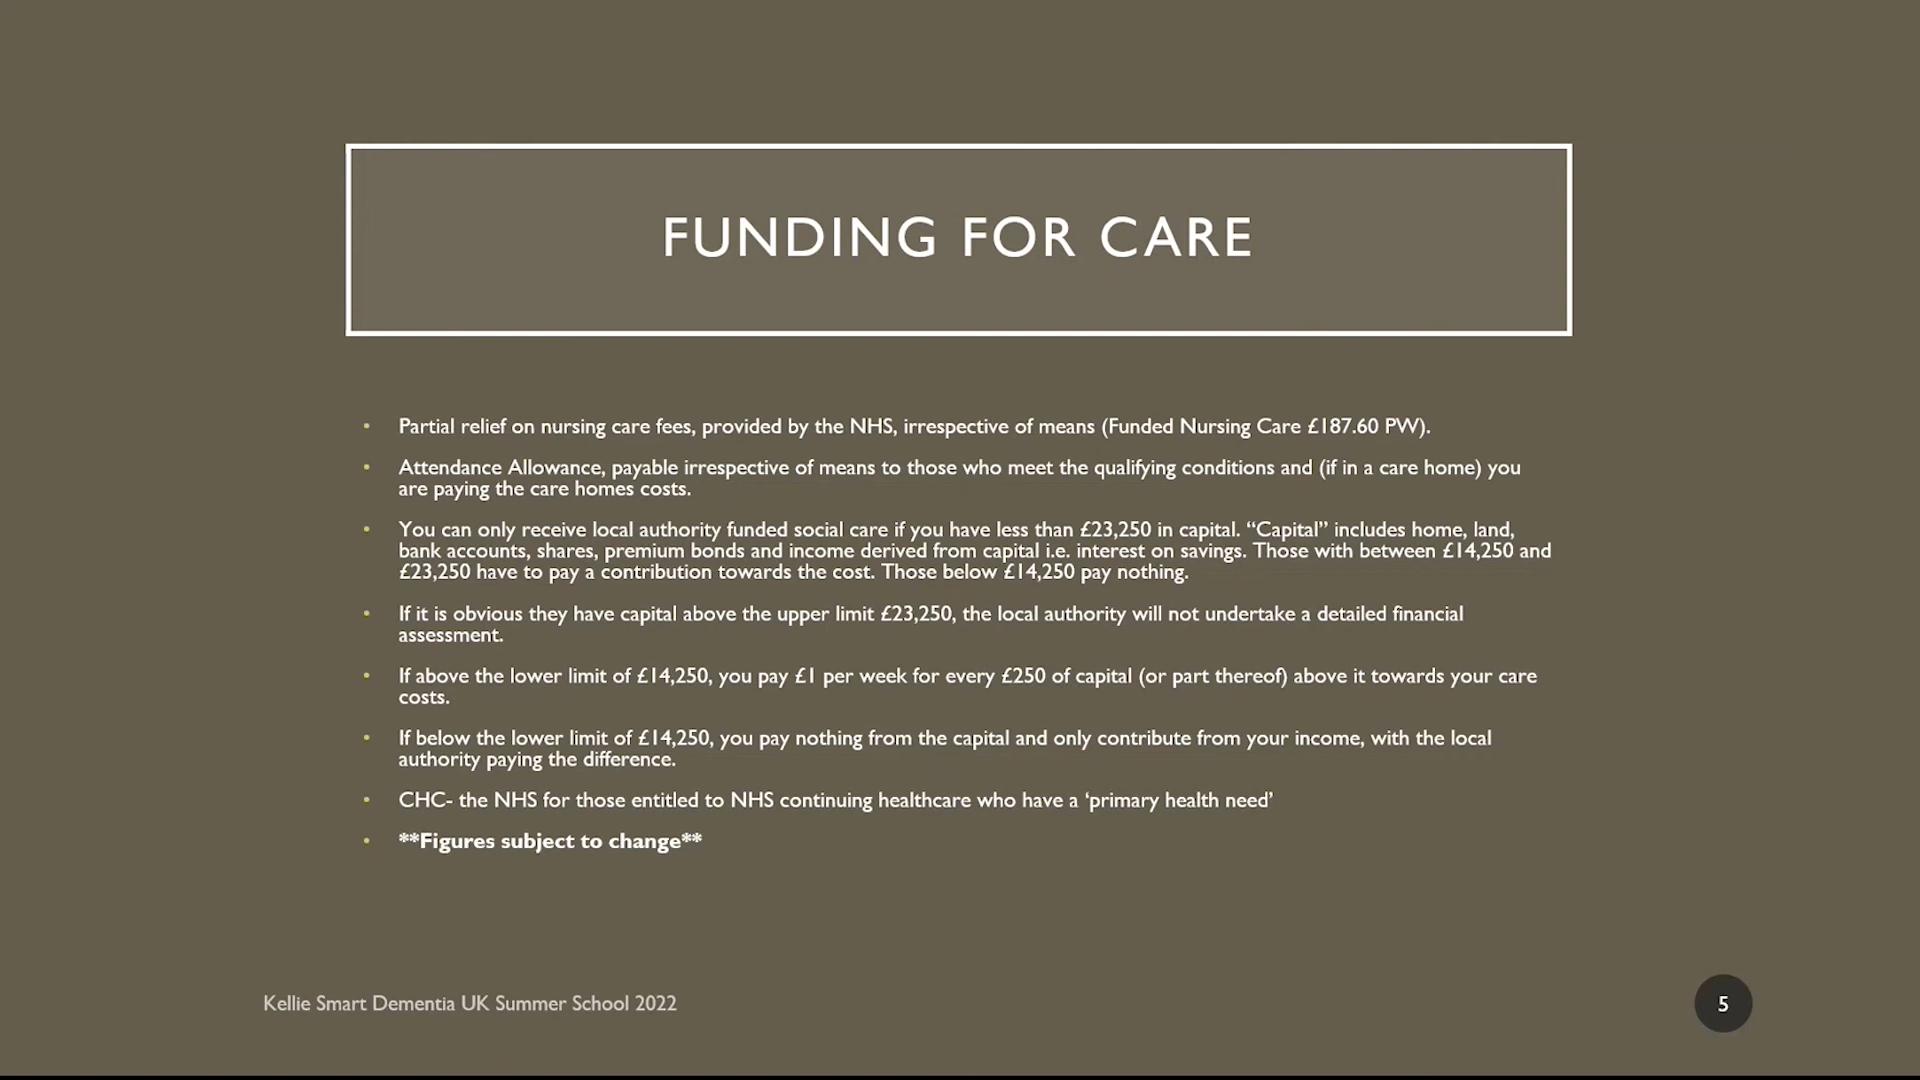 FUNDING FOR CARE
• Partial relief on nursing care fees, provided by the NHS, irrespective of means (Funded Nursing Care £187.60 PW).
• Attendance Allowance, payable irrespective of means to those who meet the qualifying conditions and (if in a care home) you
are paying the care homes costs.
• You can only receive local authority funded social care if you have less than £23,250 in capital. “Capital” includes home, land,
bank accounts, shares, premium bonds and income derived from capital i.e. interest on savings. Those with between £14,250 and
£23,250 have to pay a contribution towards the cost. Those below £14,250 pay nothing.
• If it is obvious they have capital above the upper limit £23,250, the local authority will not undertake a detailed financial
assessment.
• If above the lower limit of £14,250, you pay £1 per week for every £250 of capital (or part thereof) above it towards your care
costs.
• If below the lower limit of £14,250, you pay nothing from the capital and only contribute from your income, with the local
authority paying the difference.
• CHC- the NHS for those entitled to NHS continuing healthcare who have a ‘primary health need’
• **Figures subject to change**
Kellie Smart Dementia UK Summer School 2022
5